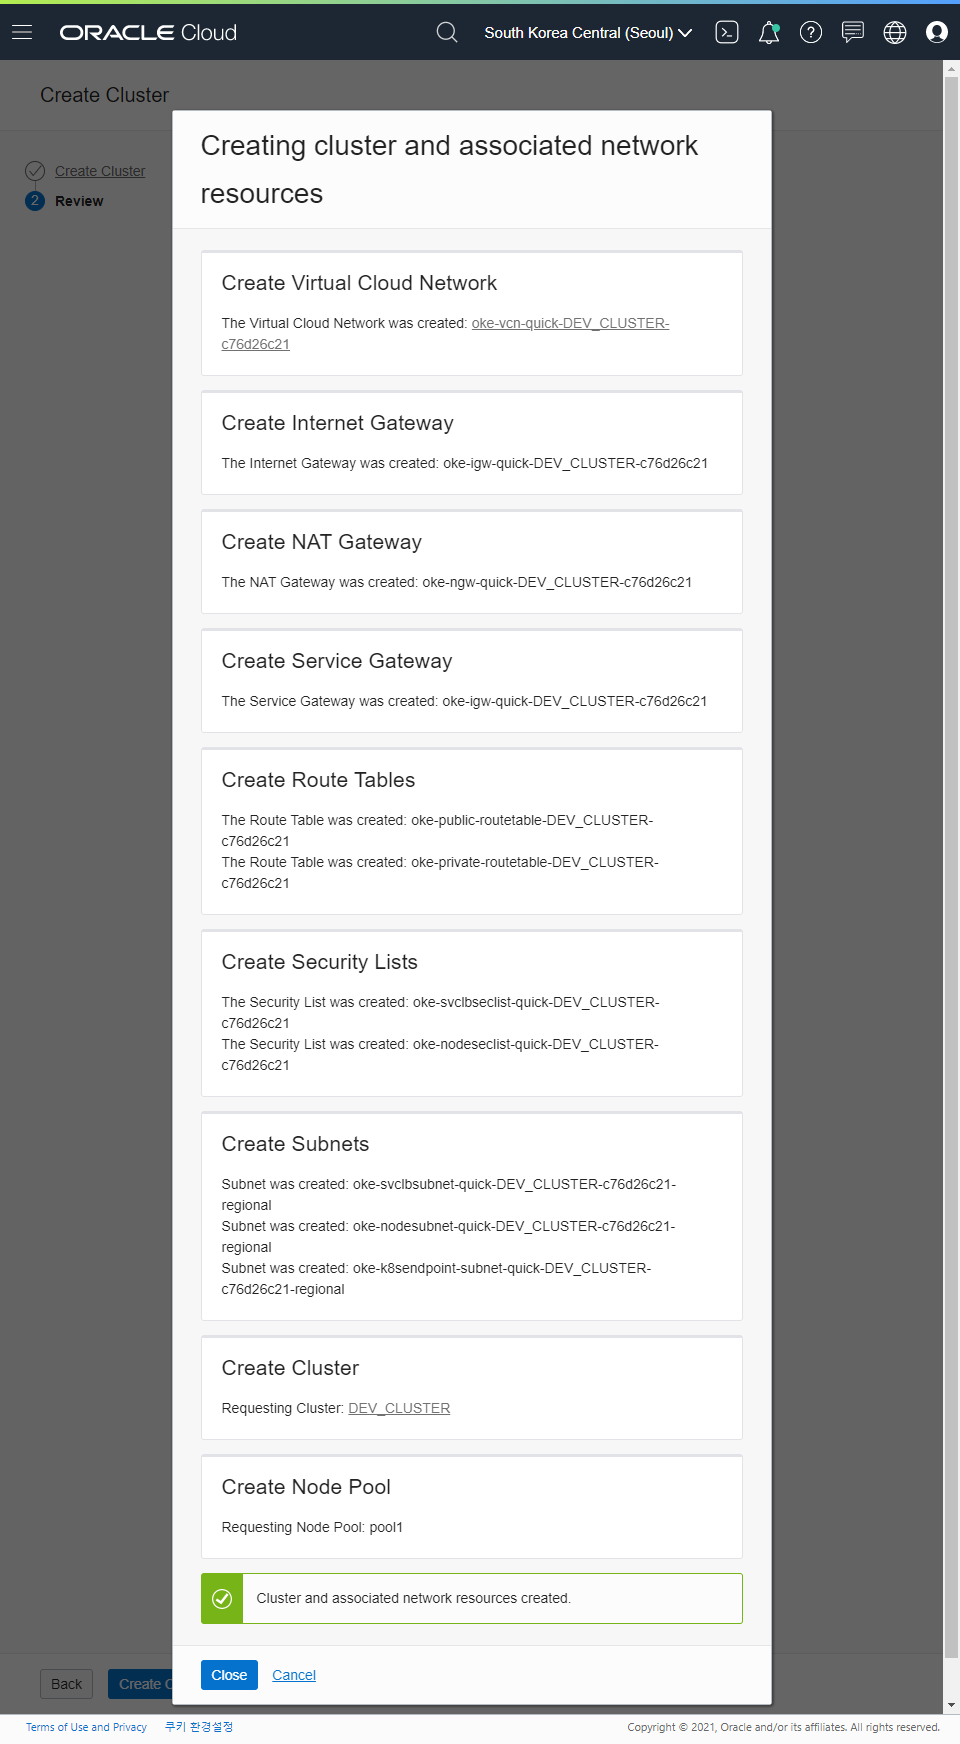 ORACLE Cloud
South Korea Central (Seoul)
Create Cluster
Create Cluster
2 Review
Creating cluster and associated network
resources
Create Virtual Cloud Network
The Virtual Cloud Network was created: oke-vcn-quick-DEV_CLUSTER-
c76d26c21
Create Internet Gateway
The Internet Gateway was created: oke-igw-quick-DEV_CLUSTER-c76d26c21
Create NAT Gateway
The NAT Gateway was created: oke-ngw-quick-DEV_CLUSTER-c76d26c21
Create Service Gateway
The Service Gateway was created: oke-igw-quick-DEV_CLUSTER-c76d26c21
Create Route Tables
The Route Table was created: oke-public-routetable-DEV_CLUSTER-
c76d26c21
The Route Table was created: oke-private-routetable-DEV_CLUSTER-
c76d26c21
Create Security Lists
The Security List was created: oke-svclbseclist-quick-DEV_CLUSTER-
c76d26c21
The Security List was created: oke-nodeseclist-quick-DEV_CLUSTER-
c76d26c21
Create Subnets
Subnet was created: oke-svclbsubnet-quick-DEV_CLUSTER-c76d26c21-
regional
Subnet was created: oke-nodesubnet-quick-DEV_CLUSTER-c76d26c21-
regional
Subnet was created: oke-k8sendpoint-subnet-quick-DEV_CLUSTER-
c76d26c21-regional
Create Cluster
Requesting Cluster: DEV_CLUSTER
Create Node Pool
Requesting Node Pool: pool1
Cluster and associated network resources created.
Close Cancel
Back Create C
Terms of Use and Privacy 쿠키 환경설정 Copyright © 2021, Oracle and/or its affiliates. All rights reserved.